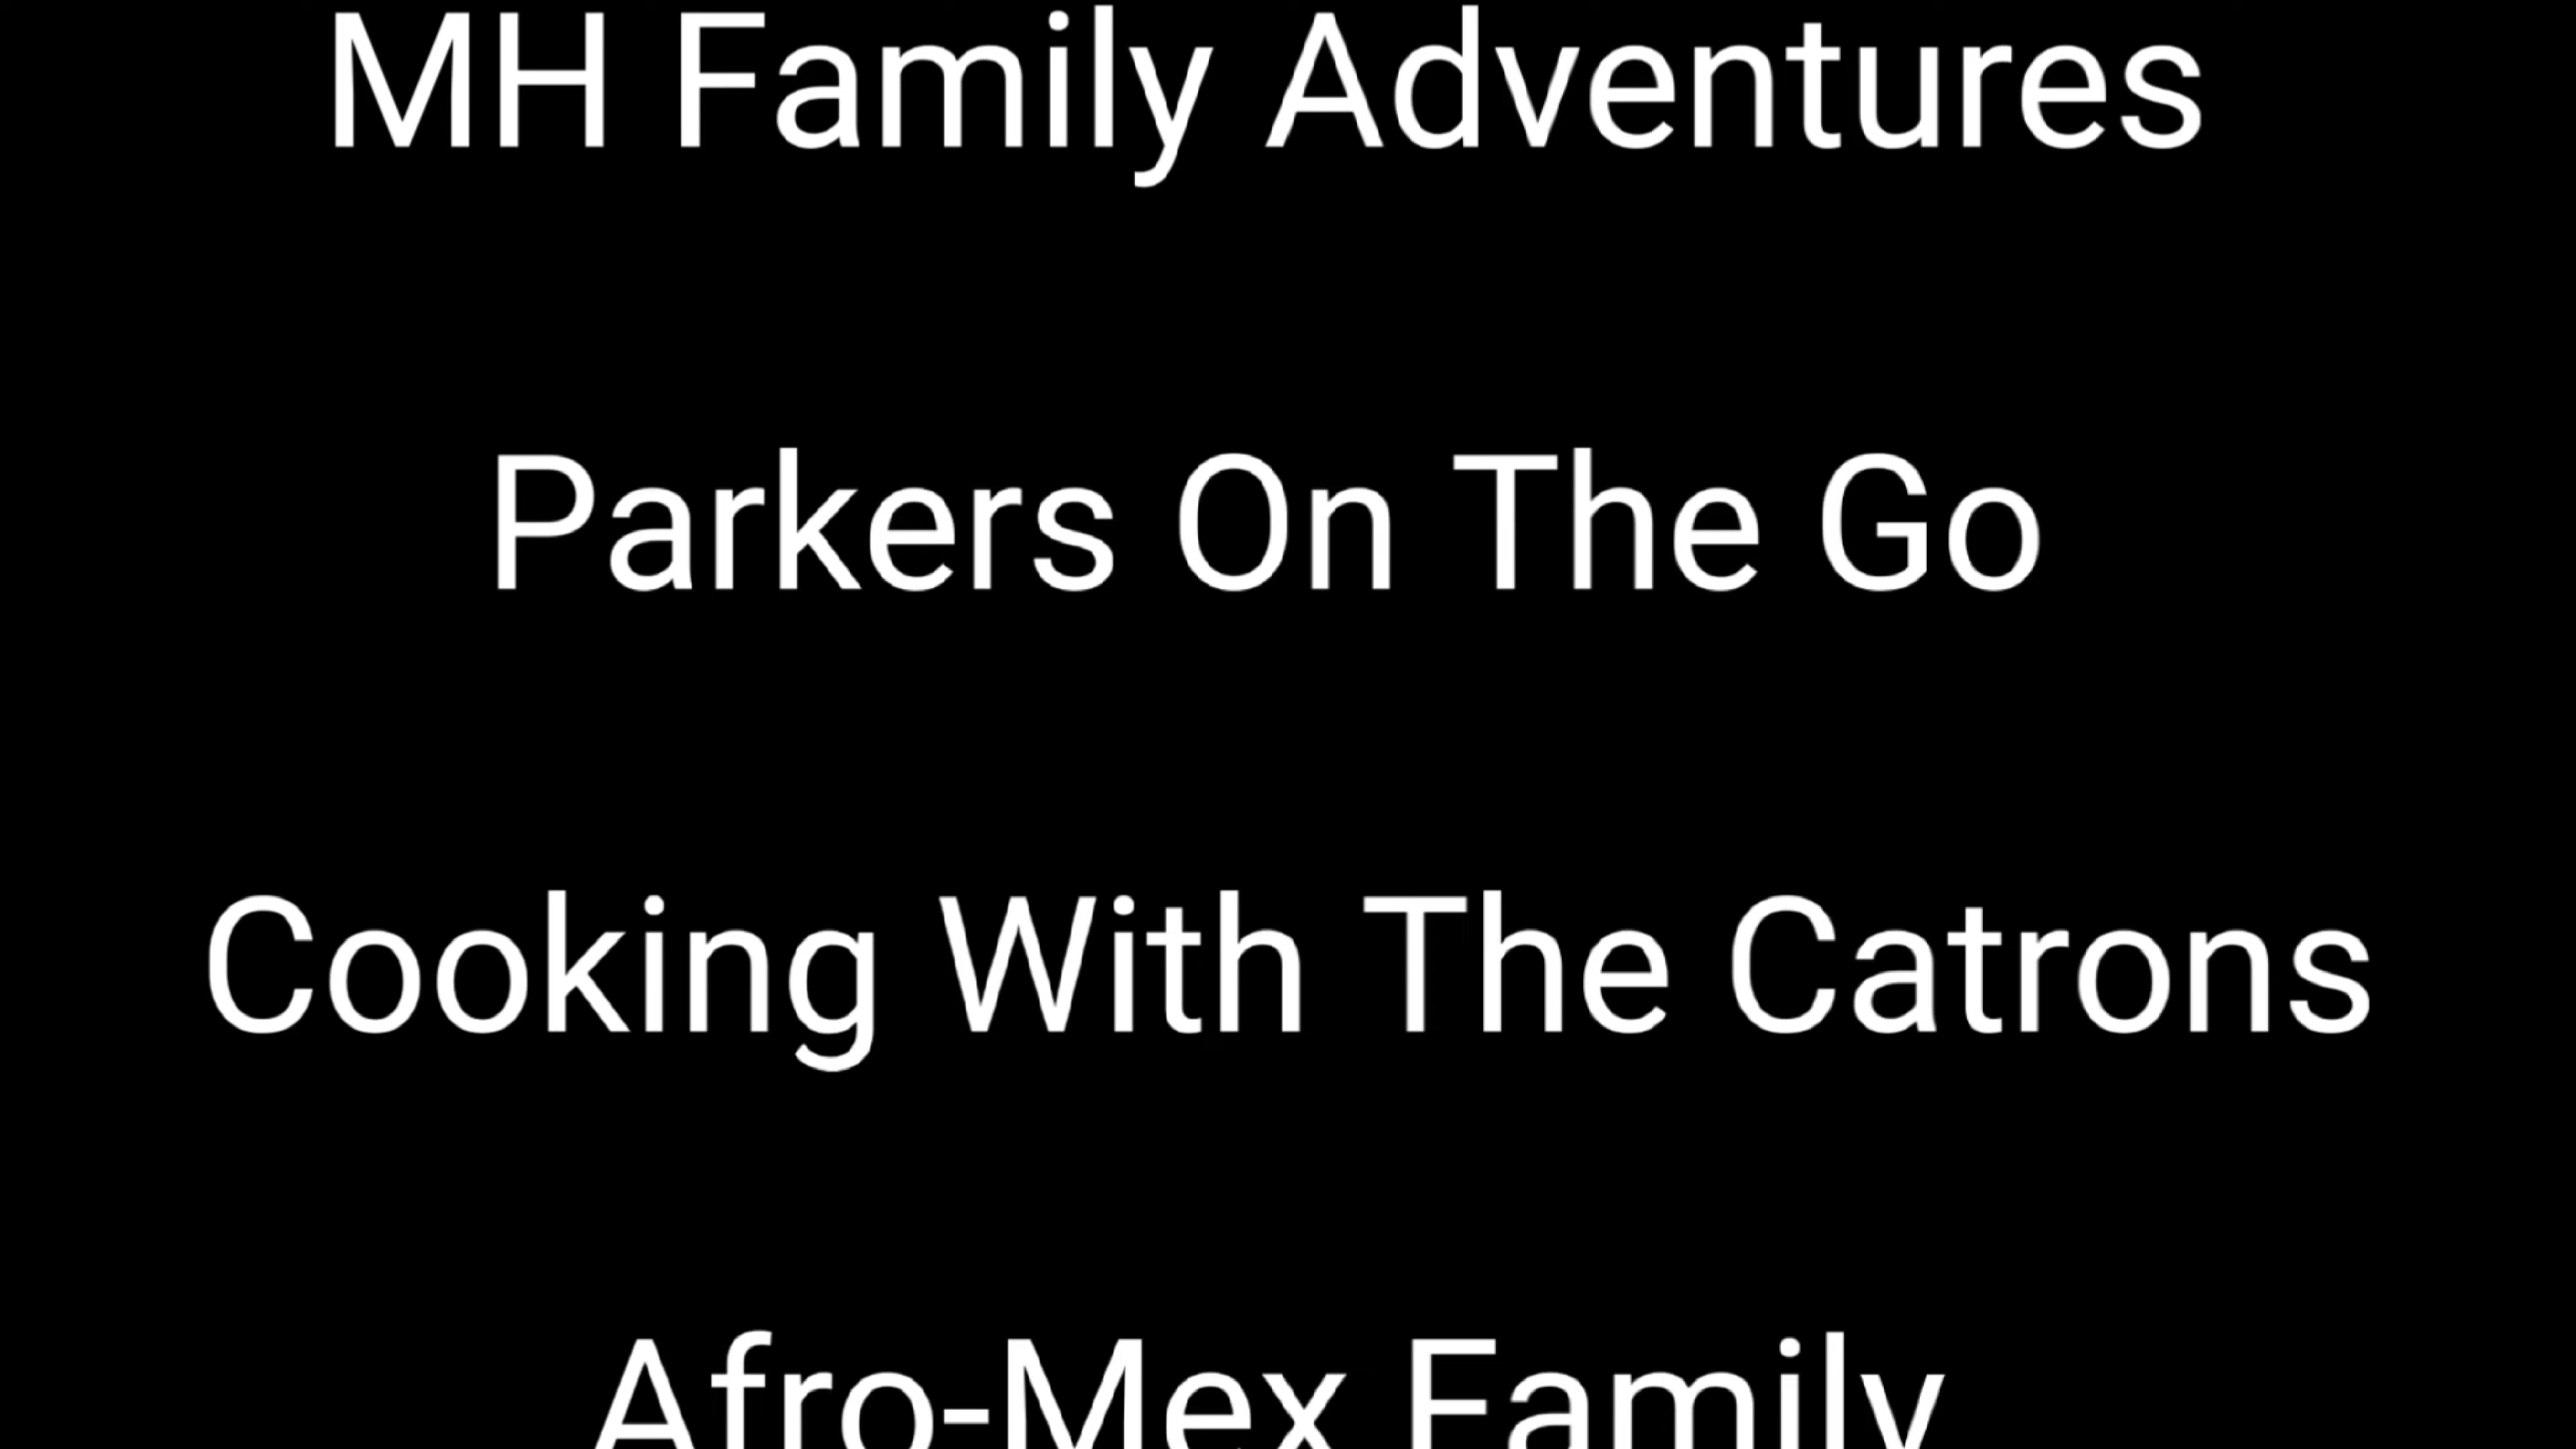 MH Family Adventures
Parkers On The Go
Cooking With The Catrons
Afro-Mex Family